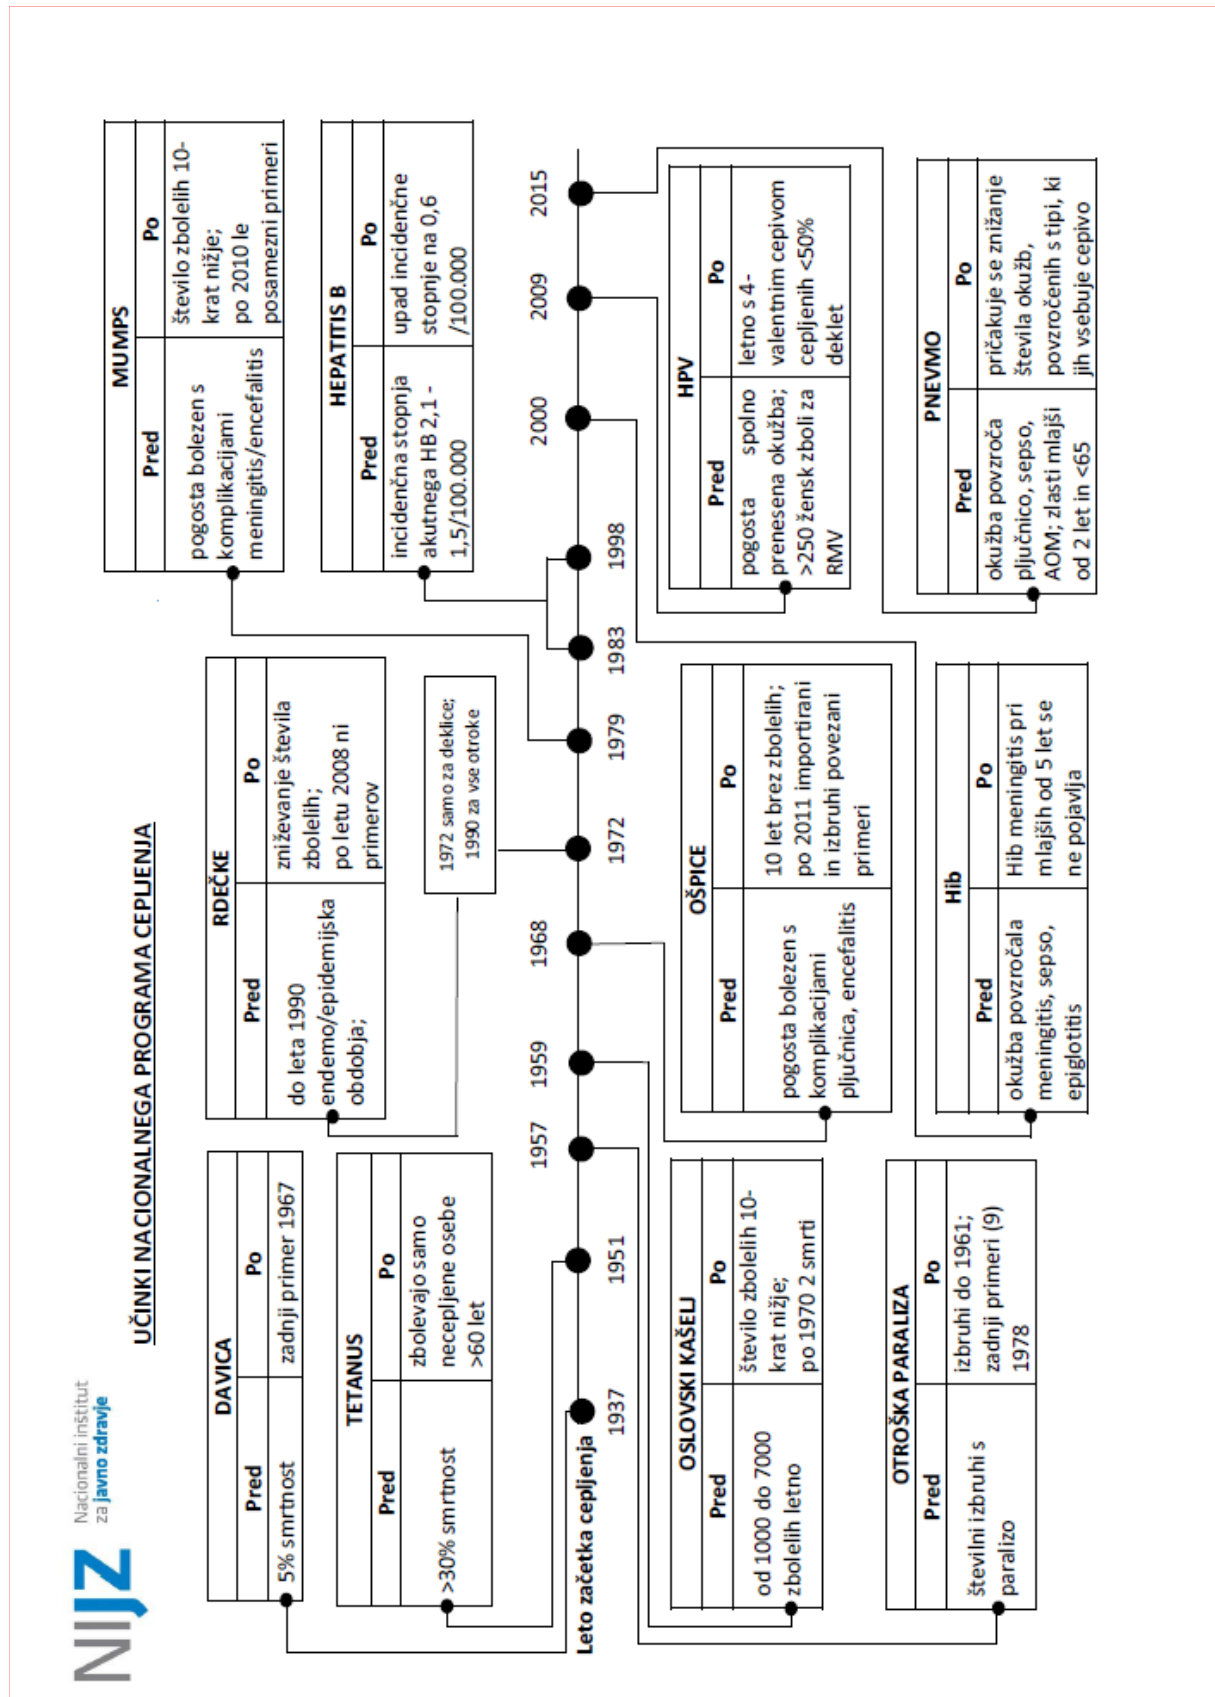 NIJZ
Nacionalni inštitut
za javno zdravje
UČINKI NACIONALNEGA PROGRAMA CEPLJENJA
DAVICA
Pred
Po
5% smrtnost
zadnji primer 1967
TETANUS
Pred
Po
>30% smrtnost
zbolevajo samo
necepljene osebe
>60 let
RDEČKE
Pred
Po
do leta 1990
endemo/epidemijska
obdobja;
zniževanje števila
zbolelih;
po letu 2008 ni
primerov
1972 samo za deklice;
1990 za vse otroke
MUMPS
Pred
Po
pogosta bolezen s
komplikacijami
meningitis/encefalitis
število zbolelih 10-
krat nižje;
po 2010 le
posamezni primeri
HEPATITIS B
Pred
Po
incidenčna stopnja
akutnega HB 2,1 -
1,5/100.000
upad incidenčne
stopnje na 0,6
/100.000
Leto začetka cepljenja
1937
1951
1957
1959
1968
1972
1979
1983
1998
2000
2009
2015
OSLOVSKI KAŠELJ
Pred
Po
od 1000 do 7000
zbolelih letno
število zbolelih 10-
krat nižje;
po 1970 2 smrti
OTROŠKA PARALIZA
Pred
Po
številni izbruhi s
paralizo
izbruhi do 1961;
zadnji primeri (9)
1978
OŠPICE
Pred
Po
pogosta bolezen s
komplikacijami
pljučnica, encefalitis
10 let brez zbolelih;
po 2011 importirani
in izbruhi povezani
primeri
Hib
Pred
Po
okužba povzročala
meningitis, sepso,
epiglotitis
Hib meningitis pri
mlajših od 5 let se
ne pojavlja
HPV
Pred
Po
pogosta spolno
prenesena okužba;
>250 žensk zboli za
RMV
letno s 4-
valentnim cepivom
cepljenih <50%
deklet
PNEVMO
Pred
Po
okužba povzroča
pljučnico, sepso,
AOM; zlasti mlajši
od 2 let in <65
pričakuje se znižanje
števila okužb,
povzročenih s tipi, ki
jih vsebuje cepivo